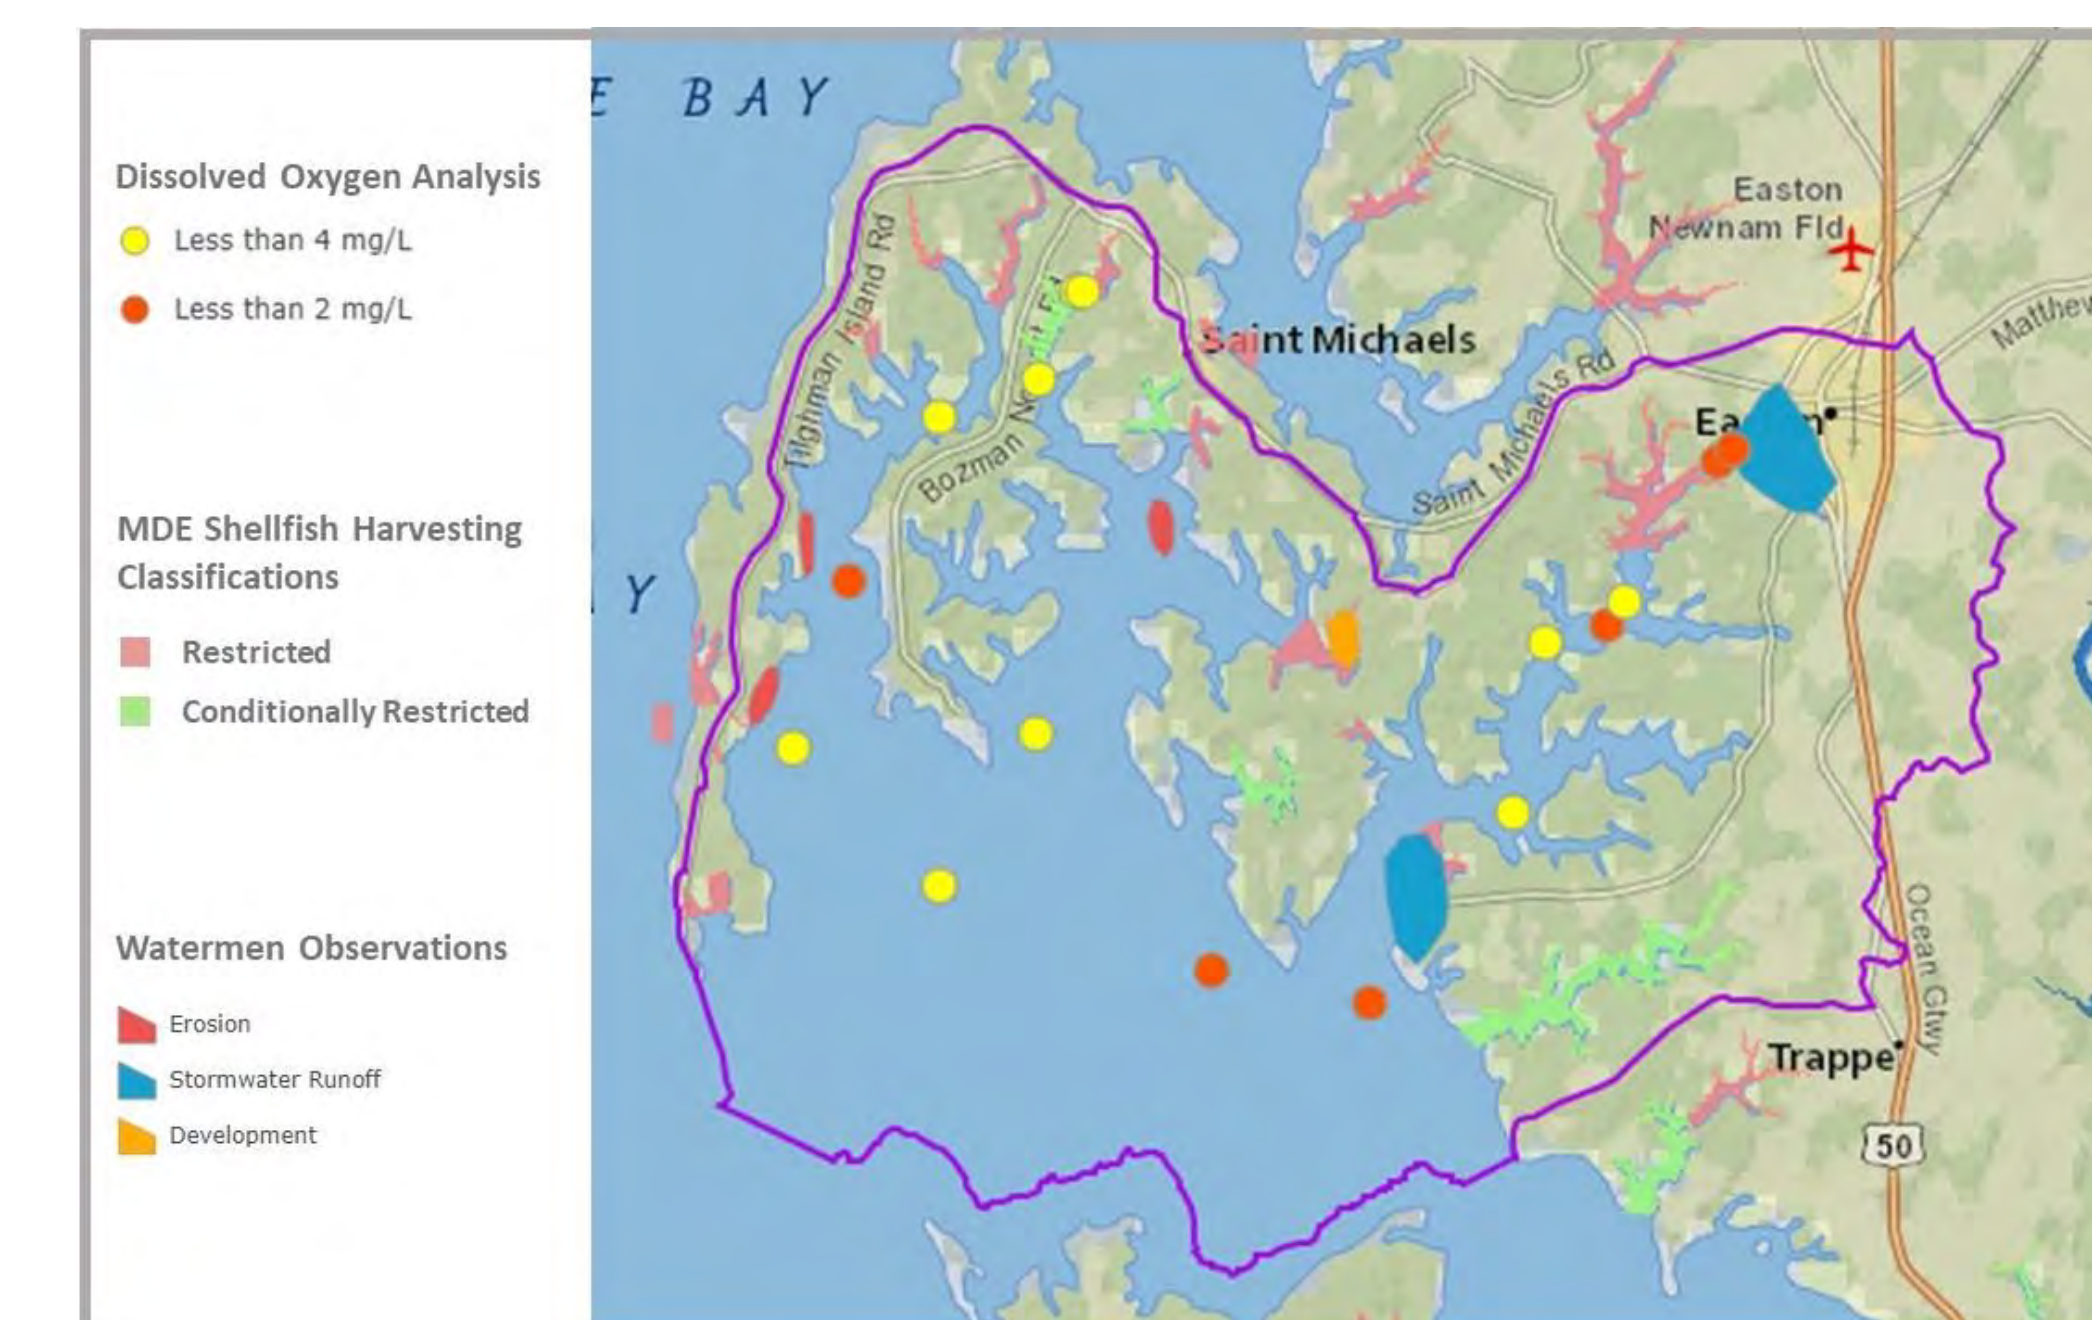 Dissolved Oxygen Analysis
Less than 4 mg/L
Less than 2 mg/L
MDE Shellfish Harvesting
Classifications
Restricted
Conditionally Restricted
Watermen Observations
Erosion
Stormwater Runoff
Development
E BAY
Y
Easton
Newnam Fld
Matthew
Saint Michaels
Tilghman Island Rd
Bozman
Saint Michaels Rd
Ea n
Ocean Gtwy
Trappe
50